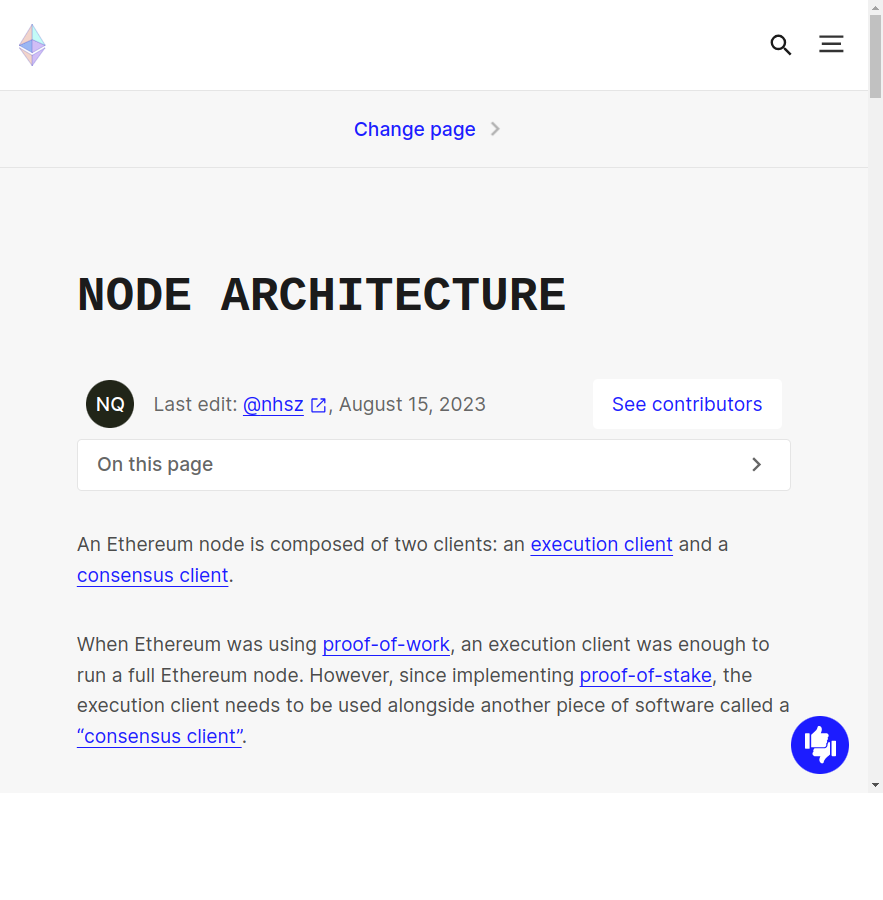 Change page
NODE ARCHITECTURE
NQ
Last edit: @nhsz , August 15, 2023
See contributors
On this page
An Ethereum node is composed of two clients: an execution client and a
consensus client.
When Ethereum was using proof-of-work, an execution client was enough to
run a full Ethereum node. However, since implementing proof-of-stake, the
execution client needs to be used alongside another piece of software called a
“consensus client”.